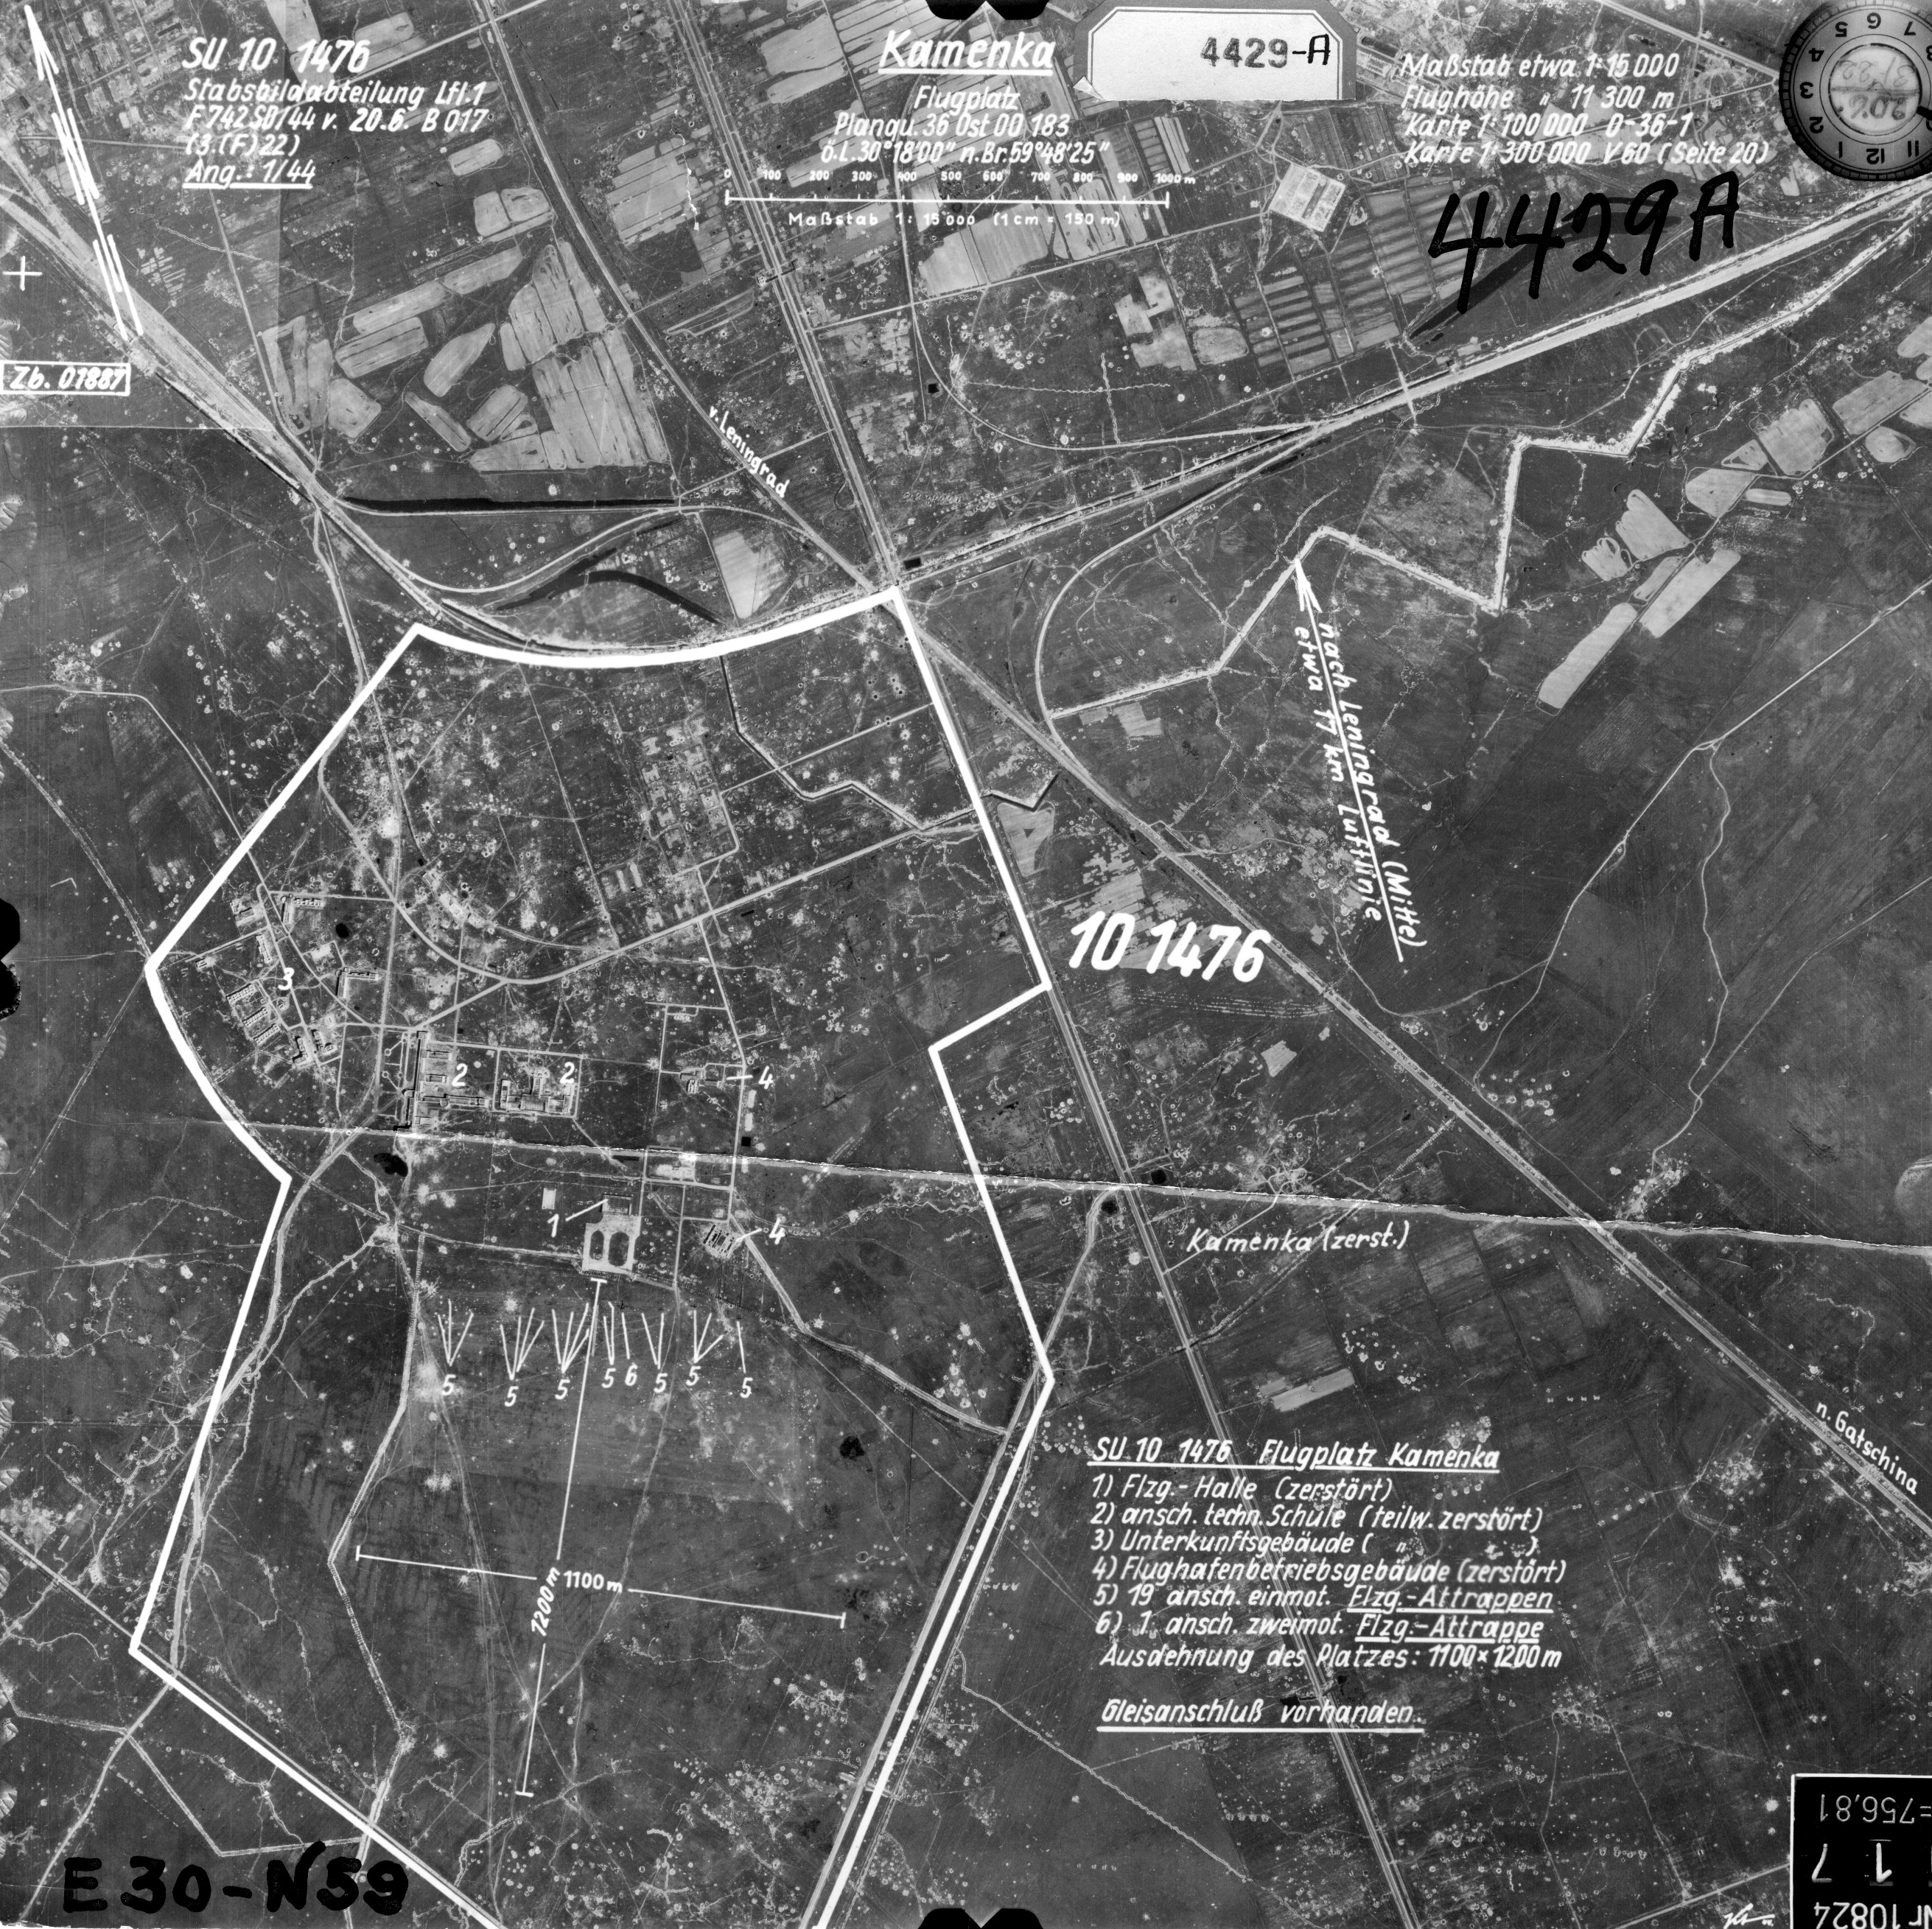 SU 10 1476
Stabsbildabteilung Lfl.1
F 742 SD/44 v. 20.6. B 017
(3.(F) 22)
Ang.: 1/44
Kamenka
Flugplatz
Planqu. 36 Ost 00 183
ö.L. 30°18'00" n.Br. 59°48'25"
0 100 200 300 400 500 600 700 800 900 1000 m
Maßstab 1: 15 000 (1 cm = 150 m)
4429-A
Maßstab etwa 1:15 000
Flughöhe " 11 300 m
Karte 1:100 000 O-36-1
Karte 1:300 000 V 60 (Seite 20)
4429 A
Zb. 01887
v. Leningrad
nach Leningrad (Mitte)
etwa 17 km Luftlinie
10 1476
3
2
2
4
1
4
Kamenka (zerst.)
5 5 5 5 6 5 5 5
1100 m
1200 m
n. Gatschina
SU 10 1476 Flugplatz Kamenka
1) Flzg.-Halle (zerstört)
2) ansch. techn. Schule (teilw. zerstört)
3) Unterkunftsgebäude ( " " )
4) Flughafenbetriebsgebäude (zerstört)
5) 19 ansch. einmot. Flzg.-Attrappen
6) 1 ansch. zweimot. Flzg.-Attrappe
Ausdehnung des Platzes: 1100×1200 m
Gleisanschluß vorhanden.
E 30-N59
=756,81
1 7
Nr 10824